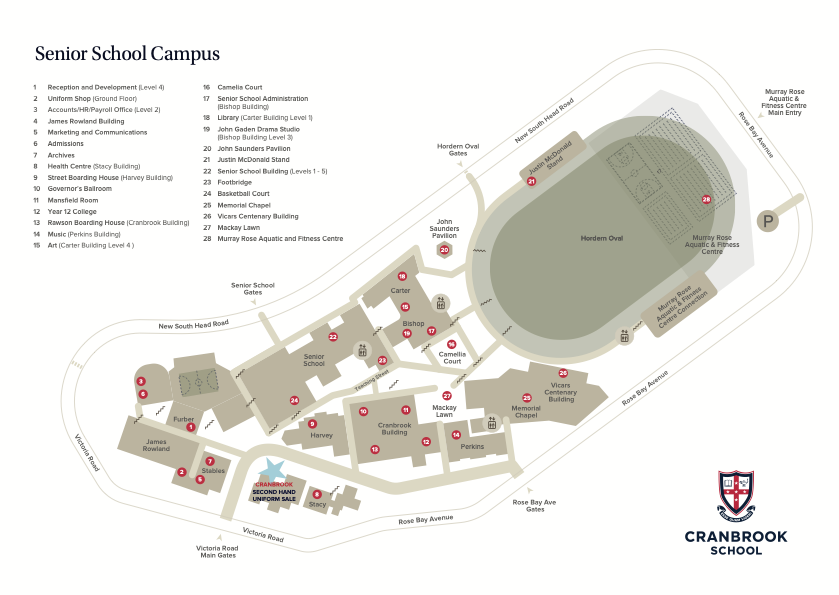 Senior School Campus
1 Reception and Development (Level 4)
2 Uniform Shop (Ground Floor)
3 Accounts/HR/Payroll Office (Level 2)
4 James Rowland Building
5 Marketing and Communications
6 Admissions
7 Archives
8 Health Centre (Stacy Building)
9 Street Boarding House (Harvey Building)
10 Governor's Ballroom
11 Mansfield Room
12 Year 12 College
13 Rawson Boarding House (Cranbrook Building)
14 Music (Perkins Building)
15 Art (Carter Building Level 4 )
16 Camelia Court
17 Senior School Administration
(Bishop Building)
18 Library (Carter Building Level 1)
19 John Gaden Drama Studio
(Bishop Building Level 3)
20 John Saunders Pavilion
21 Justin McDonald Stand
22 Senior School Building (Levels 1 - 5)
23 Footbridge
24 Basketball Court
25 Memorial Chapel
26 Vicars Centenary Building
27 Mackay Lawn
28 Murray Rose Aquatic and Fitness Centre
New South Head Road
Rose Bay Avenue
Murray Rose
Aquatic &
Fitness Centre
Main Entry
Hordern Oval
Gates
Justin McDonald
Stand
21
28
P
John
Saunders
Pavilion
20
Hordern Oval
Murray Rose
Aquatic & Fitness
Centre
Murray Rose
Aquatic & Fitness
Centre Connection
18
Carter
15
Bishop
19
17
Senior School
Gates
New South Head Road
22
Senior
School
23
16
Camellia
Court
Teaching Street
24
26
Vicars
Centenary
Building
25
Memorial
Chapel
27
Mackay
Lawn
Rose Bay Avenue
3
6
Furber
1
James
Rowland
7
Stables
2
5
9
Harvey
10
11
Cranbrook
Building
12
13
14
Perkins
Victoria Road
CRANBROOK
SECOND HAND
UNIFORM SALE
8
Stacy
Rose Bay Ave
Gates
Rose Bay Avenue
Victoria Road
Victoria Road
Main Gates
CRANBROOK
SCHOOL